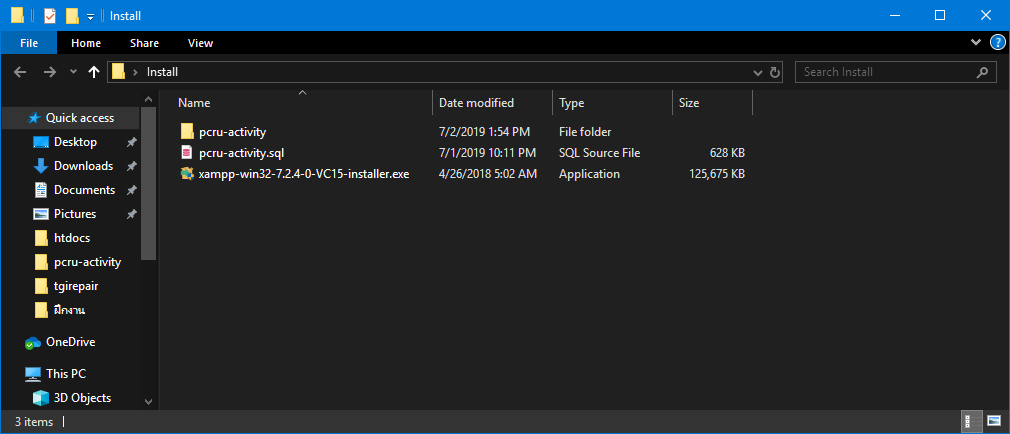 Install
File Home Share View
Install Search Install
Name Date modified Type Size
Quick access
Desktop
Downloads
Documents
Pictures
htdocs
pcru-activity
tgirepair
ฝึกงาน
OneDrive
This PC
3D Objects
pcru-activity 7/2/2019 1:54 PM File folder
pcru-activity.sql 7/1/2019 10:11 PM SQL Source File 628 KB
xampp-win32-7.2.4-0-VC15-installer.exe 4/26/2018 5:02 AM Application 125,675 KB
3 items